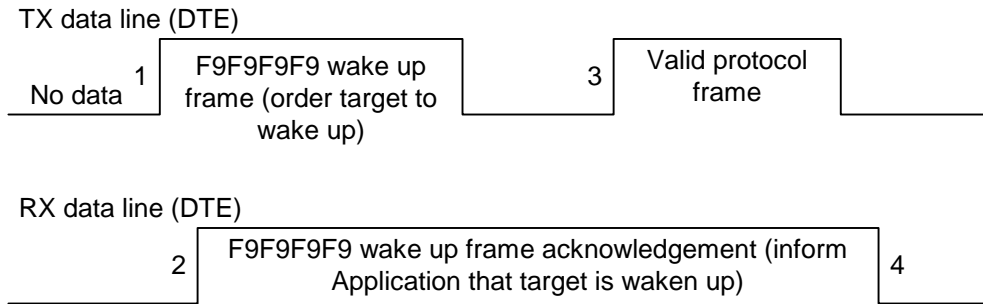 TX data line (DTE)
No data
1
F9F9F9F9 wake up
frame (order target to
wake up)
3
Valid protocol
frame
RX data line (DTE)
2
F9F9F9F9 wake up frame acknowledgement (inform
Application that target is waken up)
4